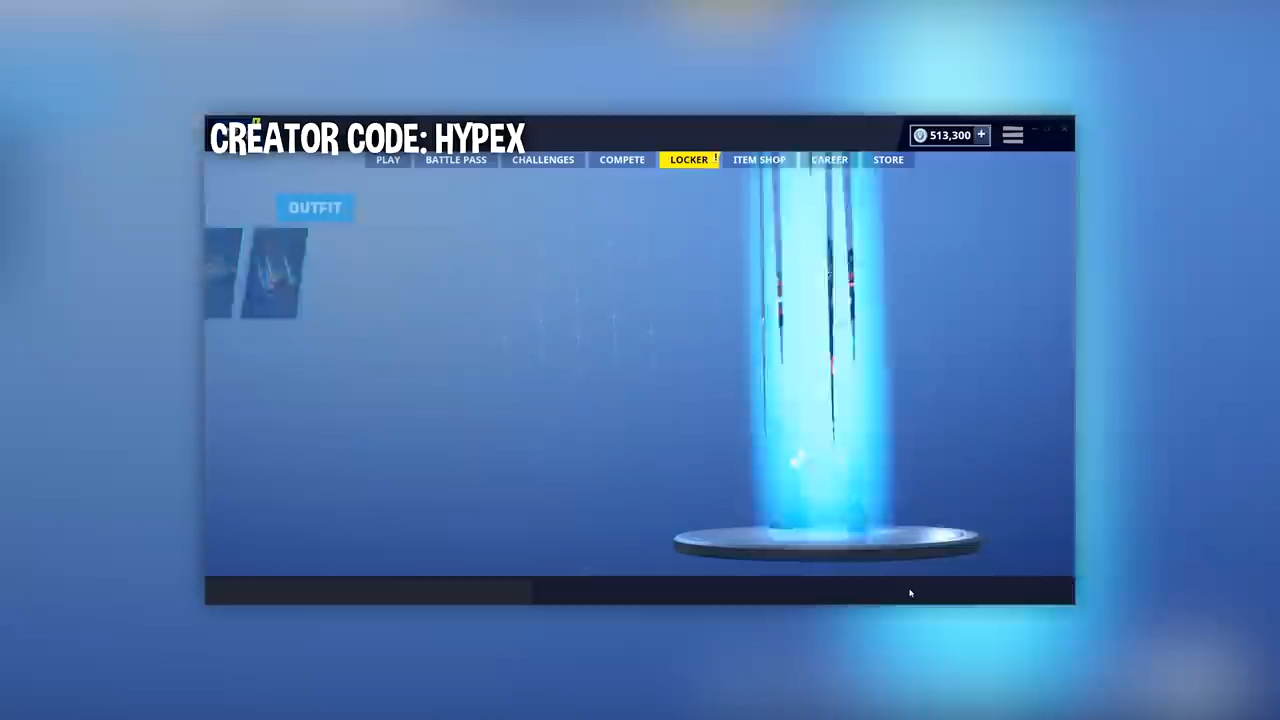 CREATOR CODE: HYPEX
513,300 +
PLAY BATTLE PASS CHALLENGES COMPETE LOCKER ! ITEM SHOP CAREER STORE
OUTFIT